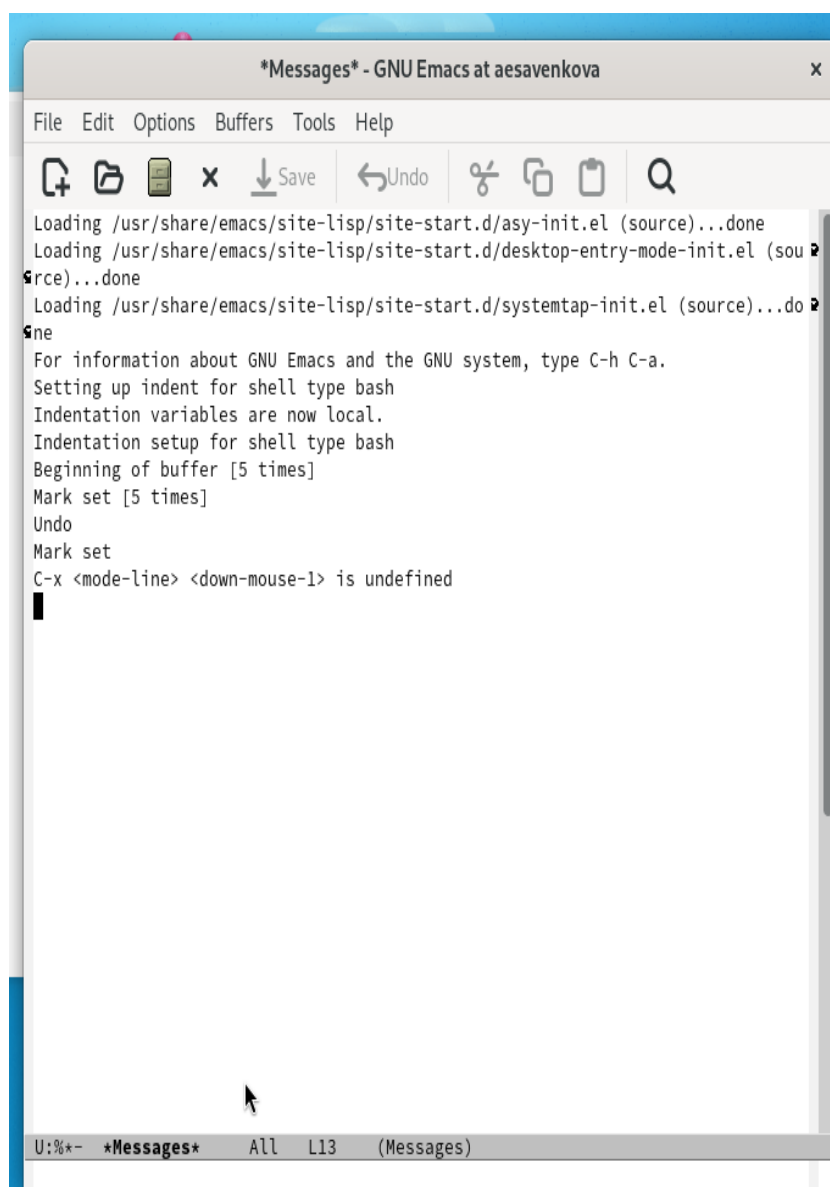 *Messages* - GNU Emacs at aesavenkova
File Edit Options Buffers Tools Help
Save Undo
Loading /usr/share/emacs/site-lisp/site-start.d/asy-init.el (source)...done
Loading /usr/share/emacs/site-lisp/site-start.d/desktop-entry-mode-init.el (sou
rce)...done
Loading /usr/share/emacs/site-lisp/site-start.d/systemtap-init.el (source)...do
ne
For information about GNU Emacs and the GNU system, type C-h C-a.
Setting up indent for shell type bash
Indentation variables are now local.
Indentation setup for shell type bash
Beginning of buffer [5 times]
Mark set [5 times]
Undo
Mark set
C-x <mode-line> <down-mouse-1> is undefined
U:%*-  *Messages*    All   L13    (Messages)